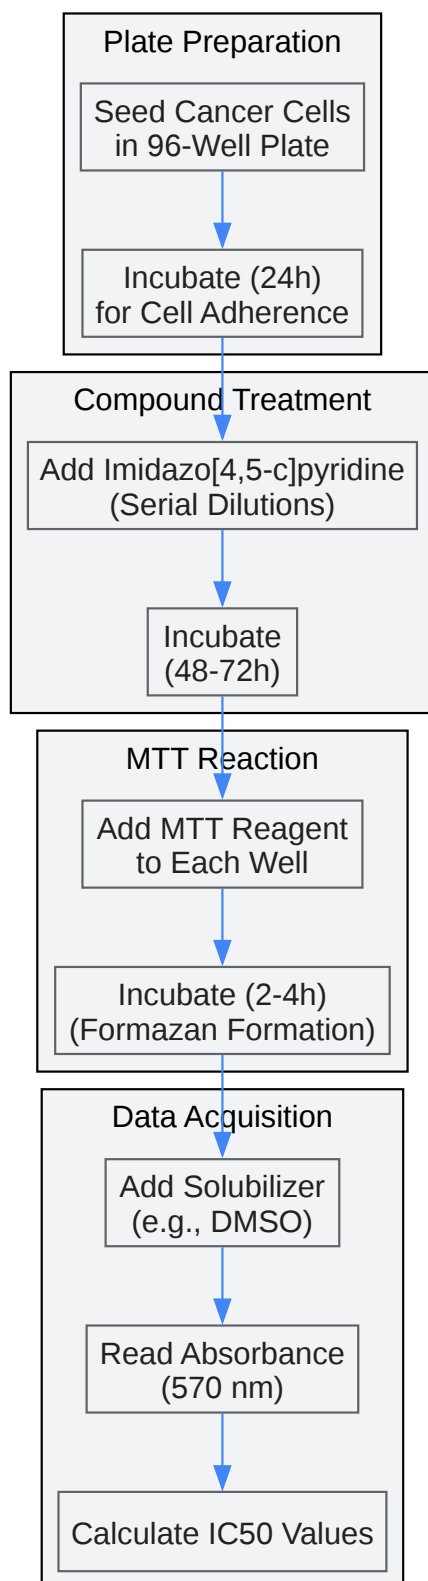 Plate Preparation
Seed Cancer Cells
in 96-Well Plate
Incubate (24h)
for Cell Adherence
Compound Treatment
Add Imidazo[4,5-c]pyridine
(Serial Dilutions)
Incubate
(48-72h)
MTT Reaction
Add MTT Reagent
to Each Well
Incubate (2-4h)
(Formazan Formation)
Data Acquisition
Add Solubilizer
(e.g., DMSO)
Read Absorbance
(570 nm)
Calculate IC50 Values